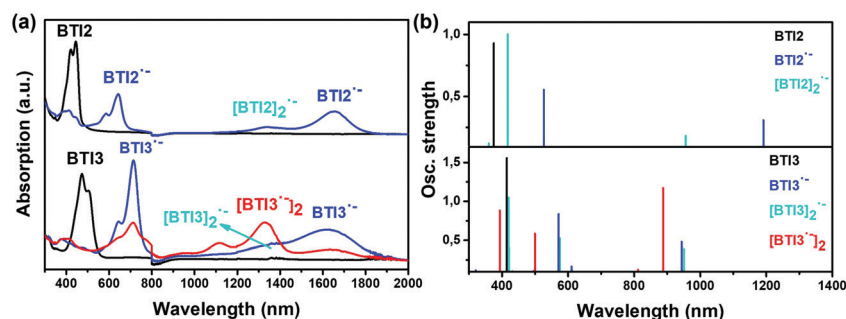 (a)
BTI2
BTI2·-
[BTI2]2·-
BTI2·-
BTI3
BTI3·-
[BTI3]2·-
[BTI3·-]2
BTI3·-
Absorption (a.u.)
400 600 800 1000 1200 1400 1600 1800 2000
Wavelength (nm)
(b)
BTI2
BTI2·-
[BTI2]2·-
1,0
0,5
BTI3
BTI3·-
[BTI3]2·-
[BTI3·-]2
1,5
1,0
0,5
Osc. strength
400 600 800 1000 1200 1400
Wavelength (nm)